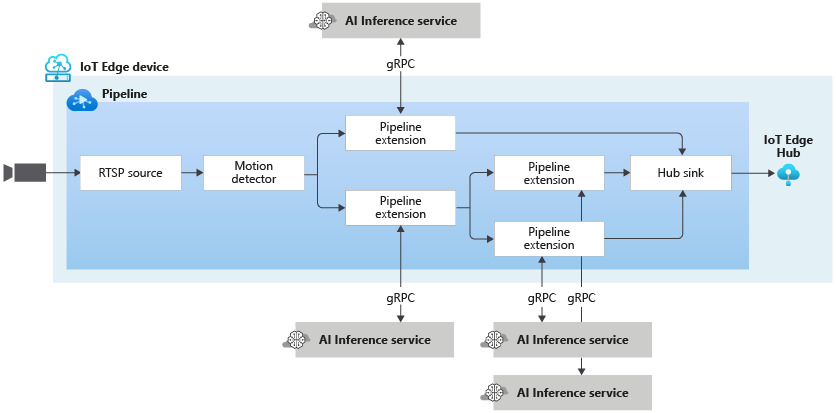 AI Inference service
gRPC
IoT Edge device
Pipeline
Pipeline
extension
RTSP source
Motion
detector
Pipeline
extension
Pipeline
extension
Pipeline
extension
Hub sink
IoT Edge
Hub
gRPC
gRPC
gRPC
AI Inference service
AI Inference service
AI Inference service